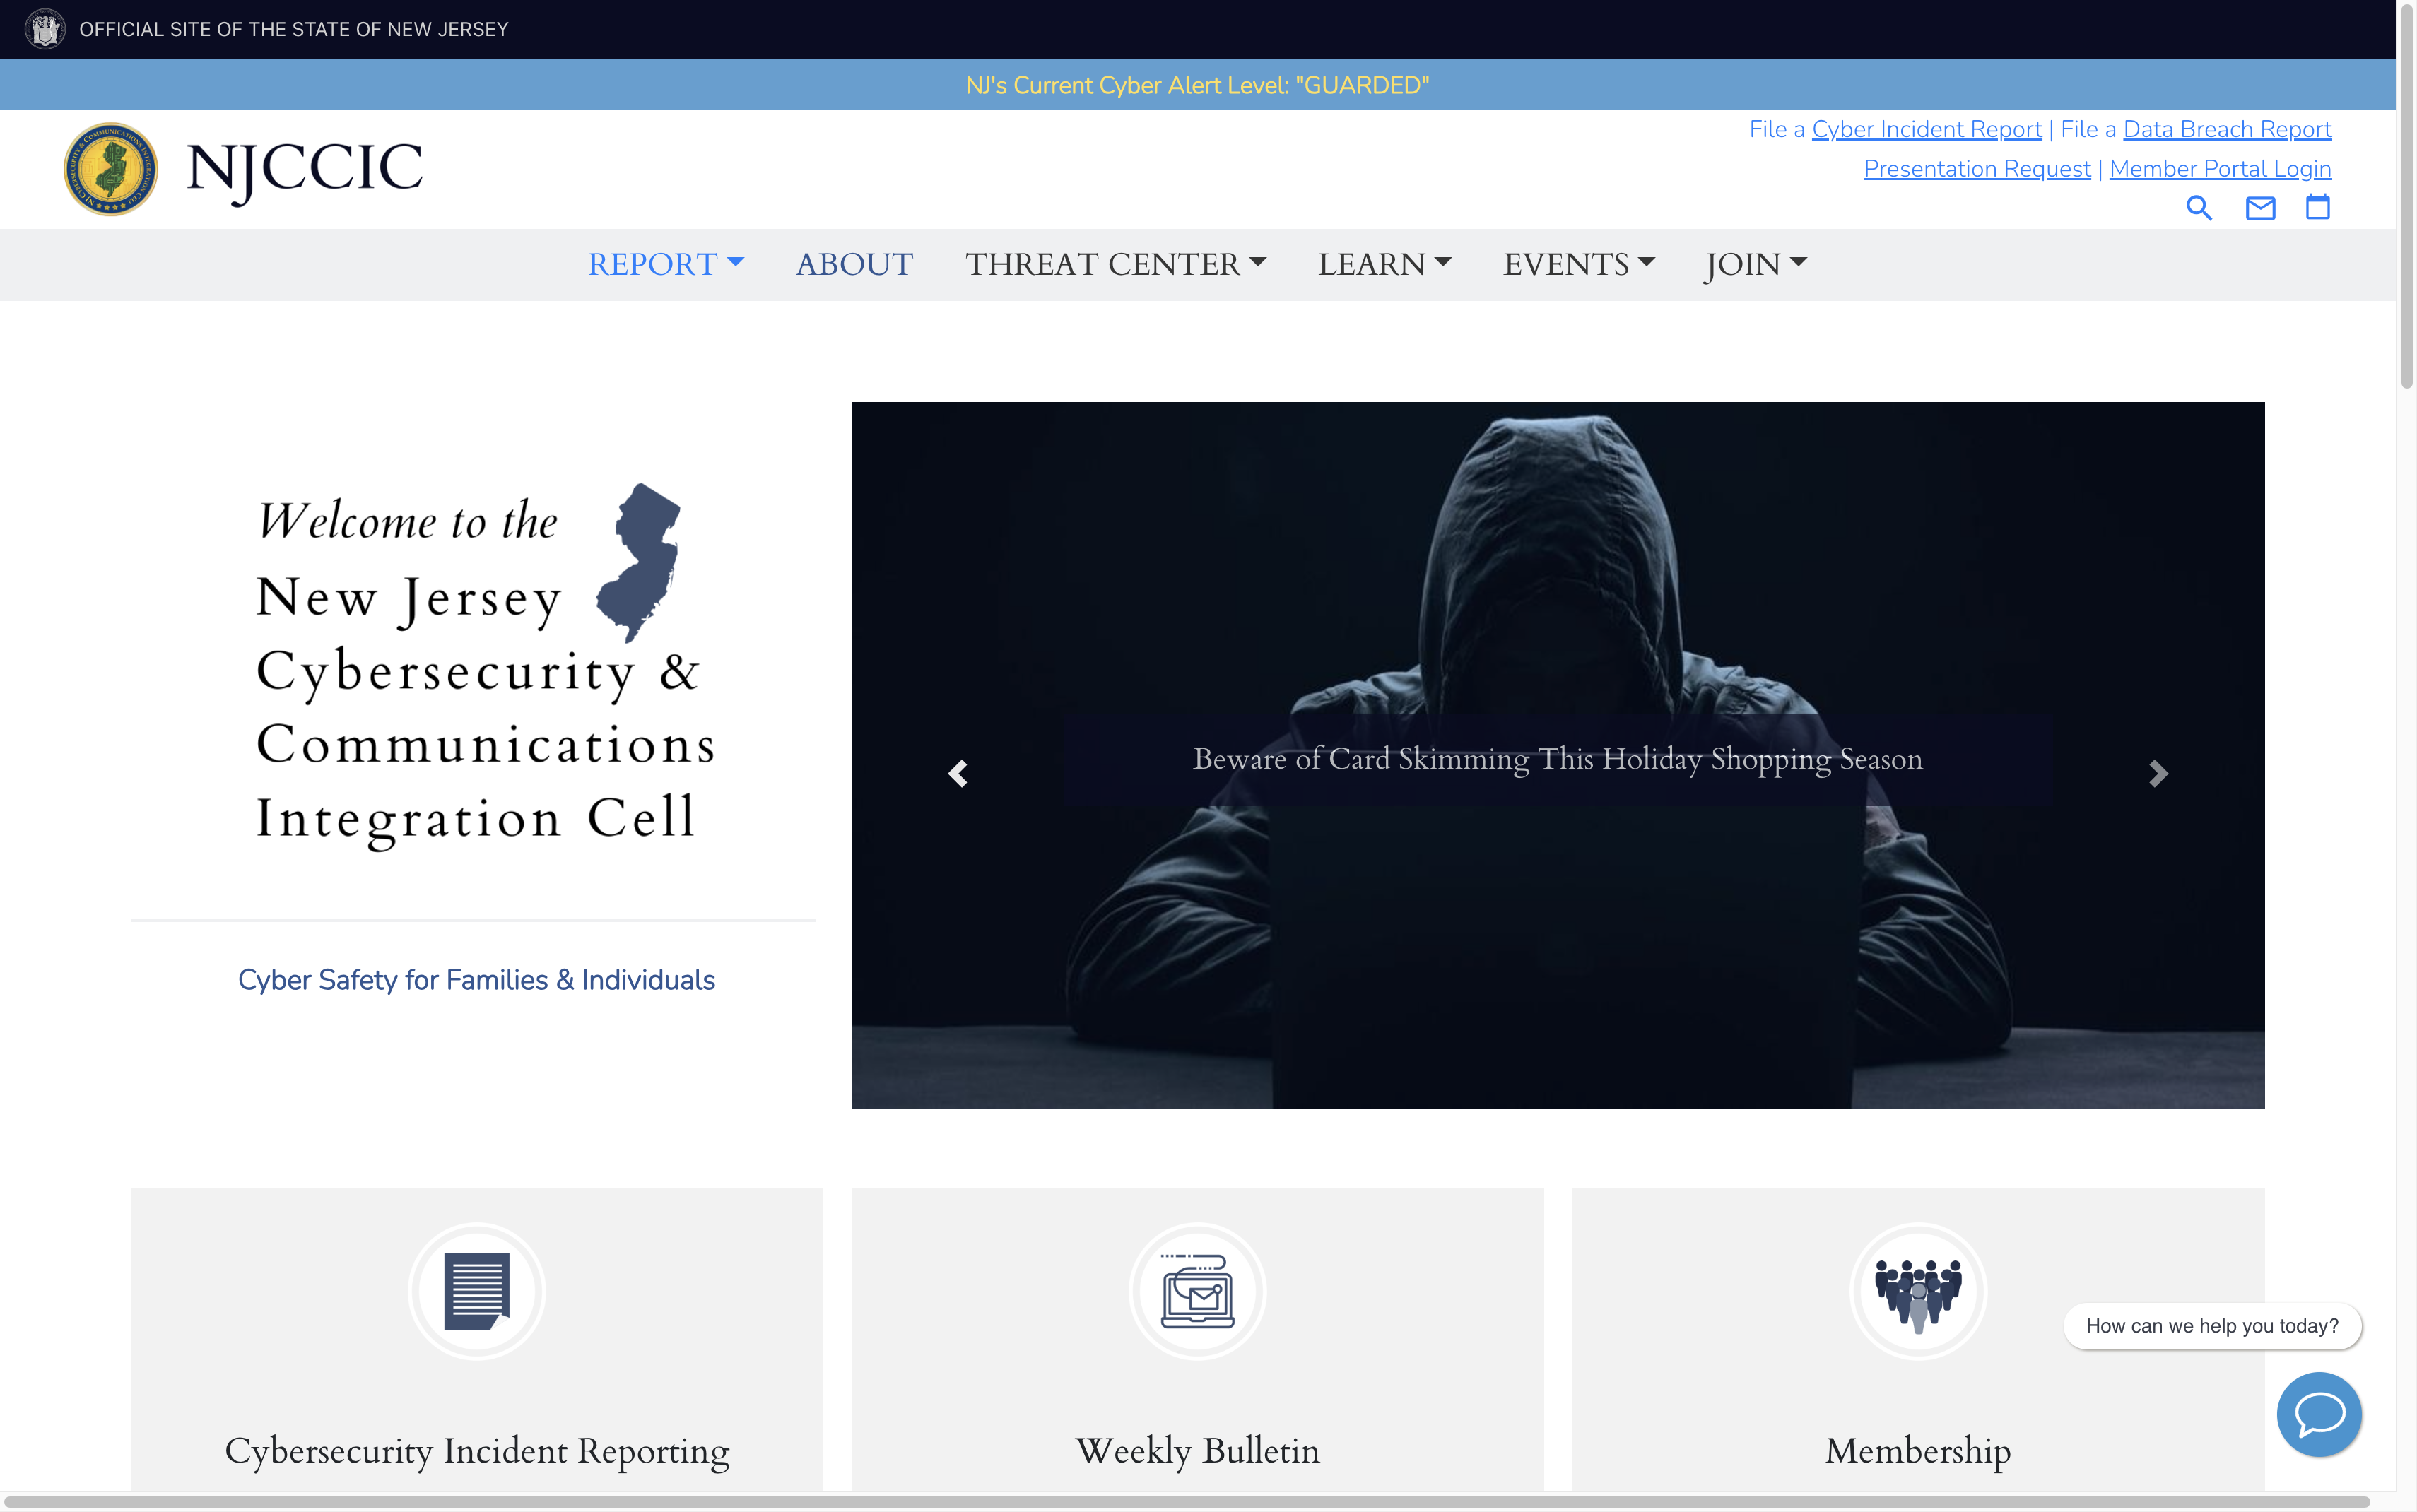 OFFICIAL SITE OF THE STATE OF NEW JERSEY
NJ's Current Cyber Alert Level: "GUARDED"
NJCCIC
File a Cyber Incident Report | File a Data Breach Report
Presentation Request | Member Portal Login
REPORT ABOUT THREAT CENTER LEARN EVENTS JOIN
Welcome to the
New Jersey
Cybersecurity &
Communications
Integration Cell
Cyber Safety for Families & Individuals
Beware of Card Skimming This Holiday Shopping Season
Cybersecurity Incident Reporting
Weekly Bulletin
Membership
How can we help you today?